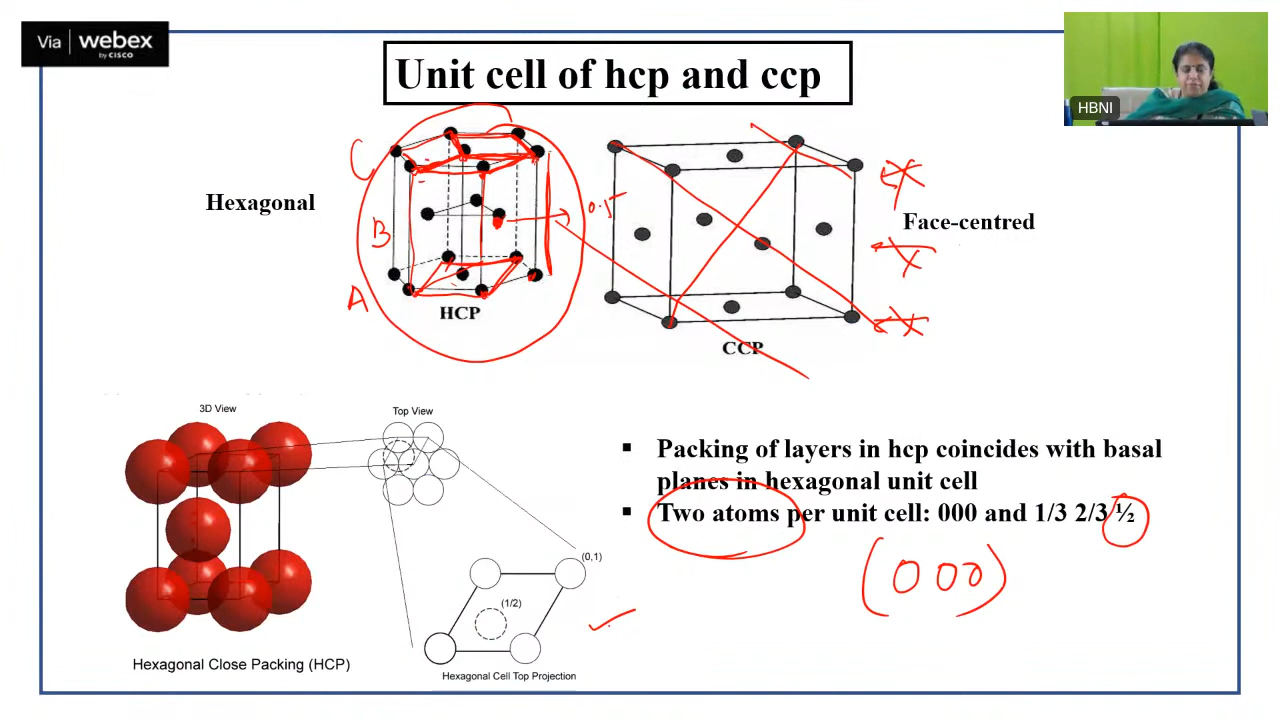 Via webex
by CISCO
Unit cell of hcp and ccp
HBNI
C
Hexagonal
B
0.5
Face-centred
A
HCP
CCP
3D View
Top View
Packing of layers in hcp coincides with basal
planes in hexagonal unit cell
Two atoms per unit cell: 000 and 1/3 2/3 ½
(000)
(0,1)
(1/2)
Hexagonal Close Packing (HCP)
Hexagonal Cell Top Projection